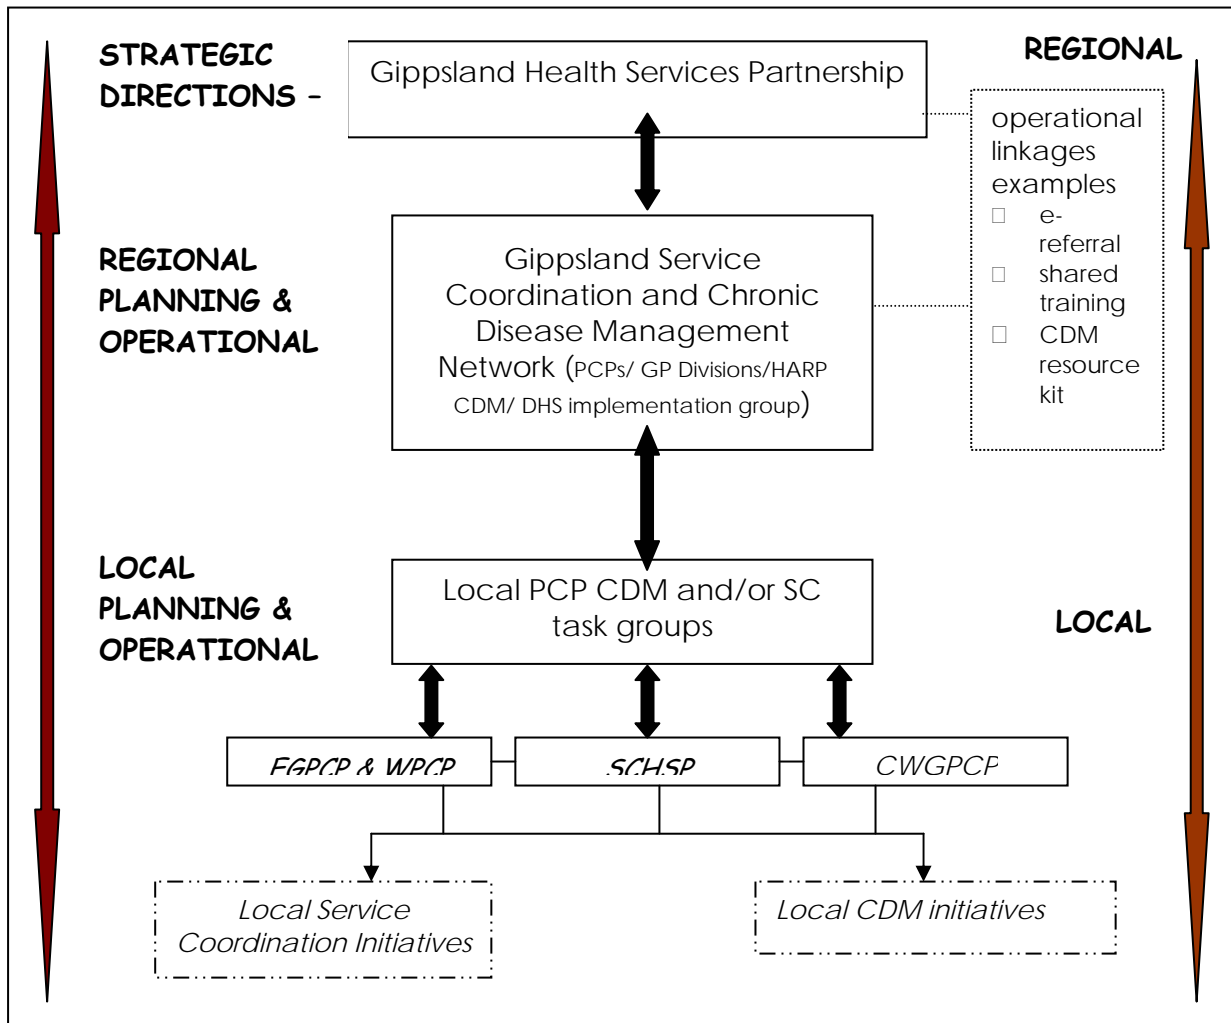 STRATEGIC
DIRECTIONS –
Gippsland Health Services Partnership
REGIONAL
operational
linkages
examples
e-
referral
shared
training
CDM
resource
kit
REGIONAL
PLANNING &
OPERATIONAL
Gippsland Service
Coordination and Chronic
Disease Management
Network (PCPs/ GP Divisions/HARP
CDM/ DHS implementation group)
LOCAL
PLANNING &
OPERATIONAL
Local PCP CDM and/or SC
task groups
LOCAL
EGPCP & WPCP
SCHSP
CWGPCP
Local Service
Coordination Initiatives
Local CDM initiatives